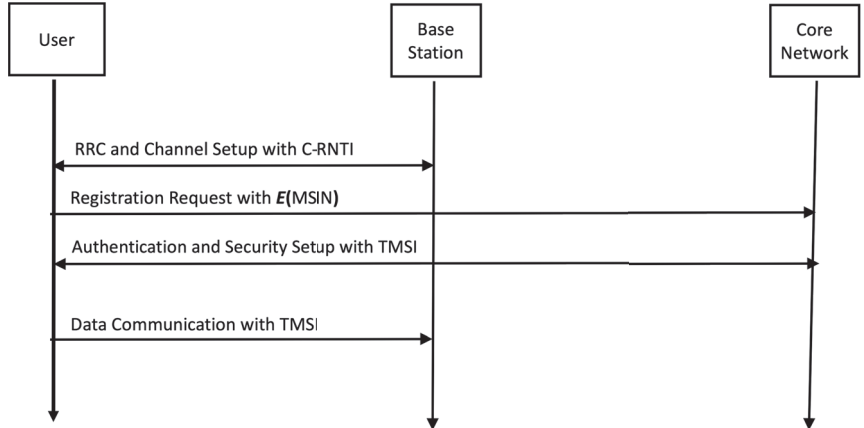 User
Base
Station
Core
Network
RRC and Channel Setup with C-RNTI
Registration Request with E(MSIN)
Authentication and Security Setup with TMSI
Data Communication with TMSI